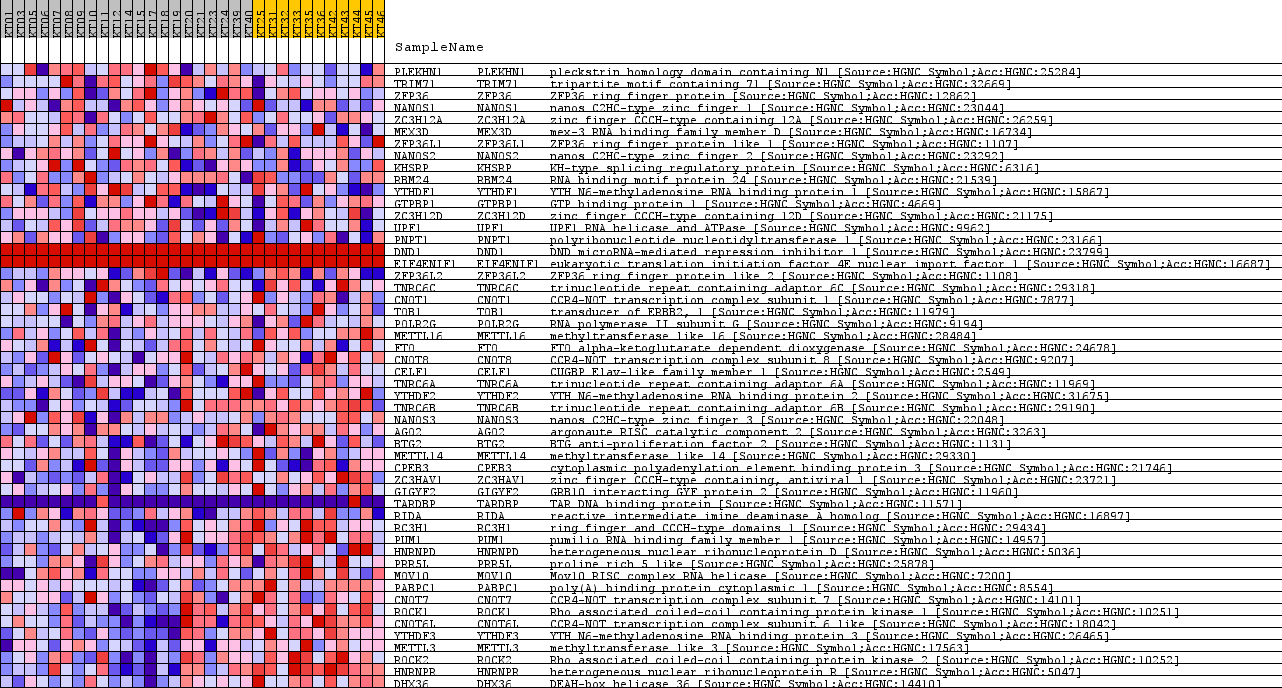 KT01 KT03 KT05 KT06 KT07 KT08 KT09 KT10 KT11 KT12 KT14 KT15 KT17 KT18 KT19 KT20 KT21 KT23 KT24 KT39 KT40 KT25 KT31 KT32 KT33 KT35 KT36 KT42 KT43 KT44 KT45 KT46
SampleName
PLEKHN1 PLEKHN1 pleckstrin homology domain containing N1 [Source:HGNC Symbol;Acc:HGNC:25284]
TRIM71 TRIM71 tripartite motif containing 71 [Source:HGNC Symbol;Acc:HGNC:32669]
ZFP36 ZFP36 ZFP36 ring finger protein [Source:HGNC Symbol;Acc:HGNC:12862]
NANOS1 NANOS1 nanos C2HC-type zinc finger 1 [Source:HGNC Symbol;Acc:HGNC:23044]
ZC3H12A ZC3H12A zinc finger CCCH-type containing 12A [Source:HGNC Symbol;Acc:HGNC:26259]
MEX3D MEX3D mex-3 RNA binding family member D [Source:HGNC Symbol;Acc:HGNC:16734]
ZFP36L1 ZFP36L1 ZFP36 ring finger protein like 1 [Source:HGNC Symbol;Acc:HGNC:1107]
NANOS2 NANOS2 nanos C2HC-type zinc finger 2 [Source:HGNC Symbol;Acc:HGNC:23292]
KHSRP KHSRP KH-type splicing regulatory protein [Source:HGNC Symbol;Acc:HGNC:6316]
RBM24 RBM24 RNA binding motif protein 24 [Source:HGNC Symbol;Acc:HGNC:21539]
YTHDF1 YTHDF1 YTH N6-methyladenosine RNA binding protein 1 [Source:HGNC Symbol;Acc:HGNC:15867]
GTPBP1 GTPBP1 GTP binding protein 1 [Source:HGNC Symbol;Acc:HGNC:4669]
ZC3H12D ZC3H12D zinc finger CCCH-type containing 12D [Source:HGNC Symbol;Acc:HGNC:21175]
UPF1 UPF1 UPF1 RNA helicase and ATPase [Source:HGNC Symbol;Acc:HGNC:9962]
PNPT1 PNPT1 polyribonucleotide nucleotidyltransferase 1 [Source:HGNC Symbol;Acc:HGNC:23166]
DND1 DND1 DND microRNA-mediated repression inhibitor 1 [Source:HGNC Symbol;Acc:HGNC:23799]
EIF4ENIF1 EIF4ENIF1 eukaryotic translation initiation factor 4E nuclear import factor 1 [Source:HGNC Symbol;Acc:HGNC:16687]
ZFP36L2 ZFP36L2 ZFP36 ring finger protein like 2 [Source:HGNC Symbol;Acc:HGNC:1108]
TNRC6C TNRC6C trinucleotide repeat containing adaptor 6C [Source:HGNC Symbol;Acc:HGNC:29318]
CNOT1 CNOT1 CCR4-NOT transcription complex subunit 1 [Source:HGNC Symbol;Acc:HGNC:7877]
TOB1 TOB1 transducer of ERBB2, 1 [Source:HGNC Symbol;Acc:HGNC:11979]
POLR2G POLR2G RNA polymerase II subunit G [Source:HGNC Symbol;Acc:HGNC:9194]
METTL16 METTL16 methyltransferase like 16 [Source:HGNC Symbol;Acc:HGNC:28484]
FTO FTO FTO alpha-ketoglutarate dependent dioxygenase [Source:HGNC Symbol;Acc:HGNC:24678]
CNOT8 CNOT8 CCR4-NOT transcription complex subunit 8 [Source:HGNC Symbol;Acc:HGNC:9207]
CELF1 CELF1 CUGBP Elav-like family member 1 [Source:HGNC Symbol;Acc:HGNC:2549]
TNRC6A TNRC6A trinucleotide repeat containing adaptor 6A [Source:HGNC Symbol;Acc:HGNC:11969]
YTHDF2 YTHDF2 YTH N6-methyladenosine RNA binding protein 2 [Source:HGNC Symbol;Acc:HGNC:31675]
TNRC6B TNRC6B trinucleotide repeat containing adaptor 6B [Source:HGNC Symbol;Acc:HGNC:29190]
NANOS3 NANOS3 nanos C2HC-type zinc finger 3 [Source:HGNC Symbol;Acc:HGNC:22048]
AGO2 AGO2 argonaute RISC catalytic component 2 [Source:HGNC Symbol;Acc:HGNC:3263]
BTG2 BTG2 BTG anti-proliferation factor 2 [Source:HGNC Symbol;Acc:HGNC:1131]
METTL14 METTL14 methyltransferase like 14 [Source:HGNC Symbol;Acc:HGNC:29330]
CPEB3 CPEB3 cytoplasmic polyadenylation element binding protein 3 [Source:HGNC Symbol;Acc:HGNC:21746]
ZC3HAV1 ZC3HAV1 zinc finger CCCH-type containing, antiviral 1 [Source:HGNC Symbol;Acc:HGNC:23721]
GIGYF2 GIGYF2 GRB10 interacting GYF protein 2 [Source:HGNC Symbol;Acc:HGNC:11960]
TARDBP TARDBP TAR DNA binding protein [Source:HGNC Symbol;Acc:HGNC:11571]
RIDA RIDA reactive intermediate imine deaminase A homolog [Source:HGNC Symbol;Acc:HGNC:16897]
RC3H1 RC3H1 ring finger and CCCH-type domains 1 [Source:HGNC Symbol;Acc:HGNC:29434]
PUM1 PUM1 pumilio RNA binding family member 1 [Source:HGNC Symbol;Acc:HGNC:14957]
HNRNPD HNRNPD heterogeneous nuclear ribonucleoprotein D [Source:HGNC Symbol;Acc:HGNC:5036]
PRR5L PRR5L proline rich 5 like [Source:HGNC Symbol;Acc:HGNC:25878]
MOV10 MOV10 Mov10 RISC complex RNA helicase [Source:HGNC Symbol;Acc:HGNC:7200]
PABPC1 PABPC1 poly(A) binding protein cytoplasmic 1 [Source:HGNC Symbol;Acc:HGNC:8554]
CNOT7 CNOT7 CCR4-NOT transcription complex subunit 7 [Source:HGNC Symbol;Acc:HGNC:14101]
ROCK1 ROCK1 Rho associated coiled-coil containing protein kinase 1 [Source:HGNC Symbol;Acc:HGNC:10251]
CNOT6L CNOT6L CCR4-NOT transcription complex subunit 6 like [Source:HGNC Symbol;Acc:HGNC:18042]
YTHDF3 YTHDF3 YTH N6-methyladenosine RNA binding protein 3 [Source:HGNC Symbol;Acc:HGNC:26465]
METTL3 METTL3 methyltransferase like 3 [Source:HGNC Symbol;Acc:HGNC:17563]
ROCK2 ROCK2 Rho associated coiled-coil containing protein kinase 2 [Source:HGNC Symbol;Acc:HGNC:10252]
HNRNPR HNRNPR heterogeneous nuclear ribonucleoprotein R [Source:HGNC Symbol;Acc:HGNC:5047]
DHX36 DHX36 DEAH-box helicase 36 [Source:HGNC Symbol;Acc:HGNC:14410]